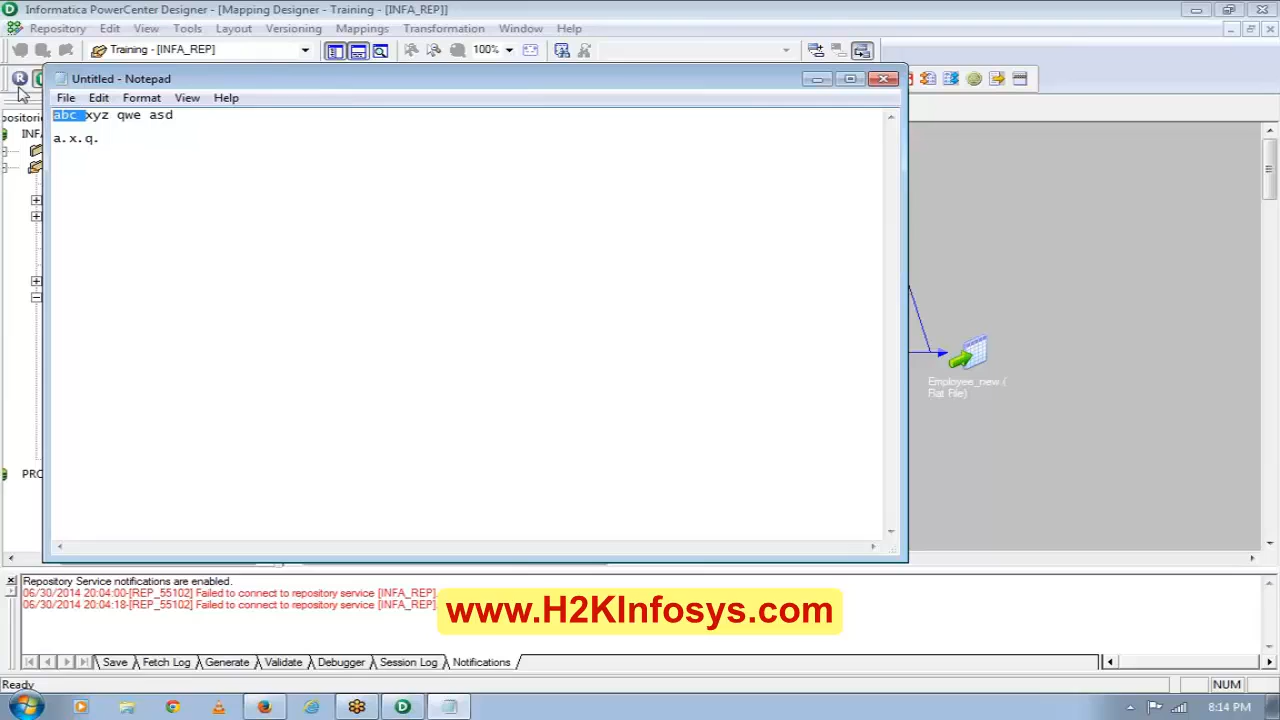 Informatica PowerCenter Designer - [Mapping Designer - Training - [INFA_REP]]
Repository Edit View Tools Layout Versioning Mappings Transformation Window Help
Training - [INFA_REP] 100%
Untitled - Notepad
File Edit Format View Help
abc xyz qwe asd
a.x.q.
INF
Employee_new (
Flat File)
PRO
Repository Service notifications are enabled.
06/30/2014 20:04:00-[REP_55102] Failed to connect to repository service [INFA_REP].
06/30/2014 20:04:18-[REP_55102] Failed to connect to repository service [INFA_REP].
www.H2KInfosys.com
Save Fetch Log Generate Validate Debugger Session Log Notifications
Ready
NUM
8:14 PM